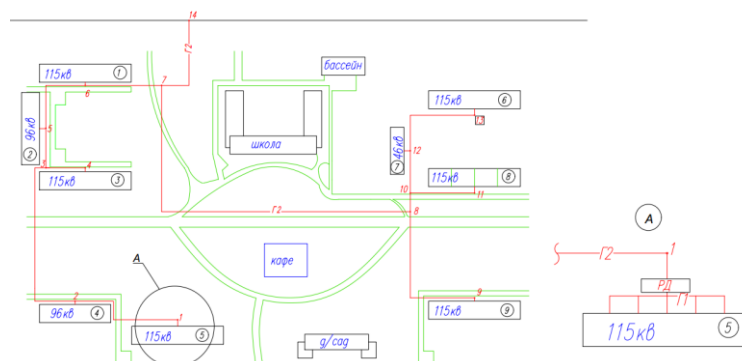 14
Г2
115кв 1
7
бассейн
6
115кв 6
96кв
5
2
школа
13
46кв
7
12
3
4
115кв 3
115кв 8
10
11
Г2
8
А
А
кафе
Г2
1
РД
Г1
2
96кв 4
1
115кв 5
9
115кв 9
д/сад
115кв 5